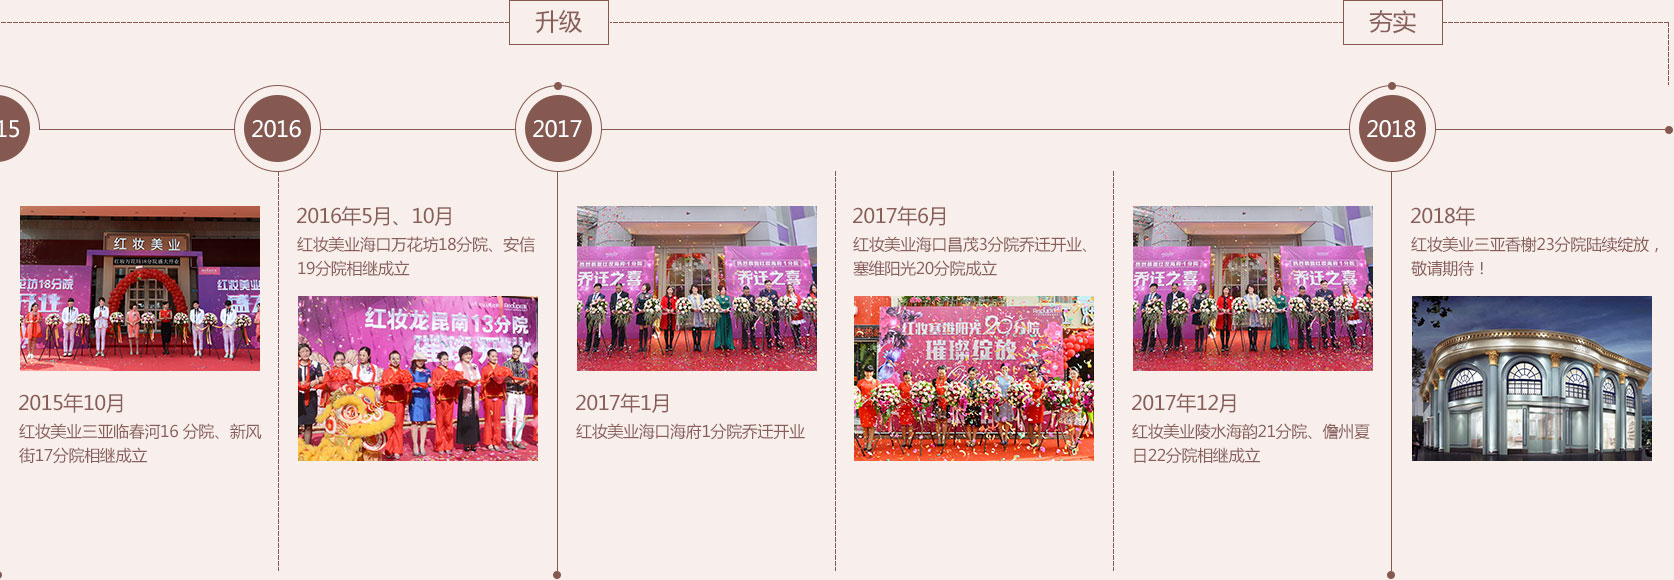 升级
夯实
15
2016
2017
2018
红妆美业
红妆万花坊18分院盛大开业
花坊18分院
红妆美业
2015年10月
红妆美业三亚临春河16 分院、新风
街17分院相继成立
2016年5月、10月
红妆美业海口万花坊18分院、安信
19分院相继成立
红妆龙昆南13分院
2017年1月
红妆美业海口海府1分院乔迁开业
乔迁之喜
乔迁之喜
2017年6月
红妆美业海口昌茂3分院乔迁开业、
塞维阳光20分院成立
红妆塞维阳光20分院
璀璨绽放
乔迁之喜
乔迁之喜
2017年12月
红妆美业陵水海韵21分院、儋州夏
日22分院相继成立
2018年
红妆美业三亚香榭23分院陆续绽放，
敬请期待！